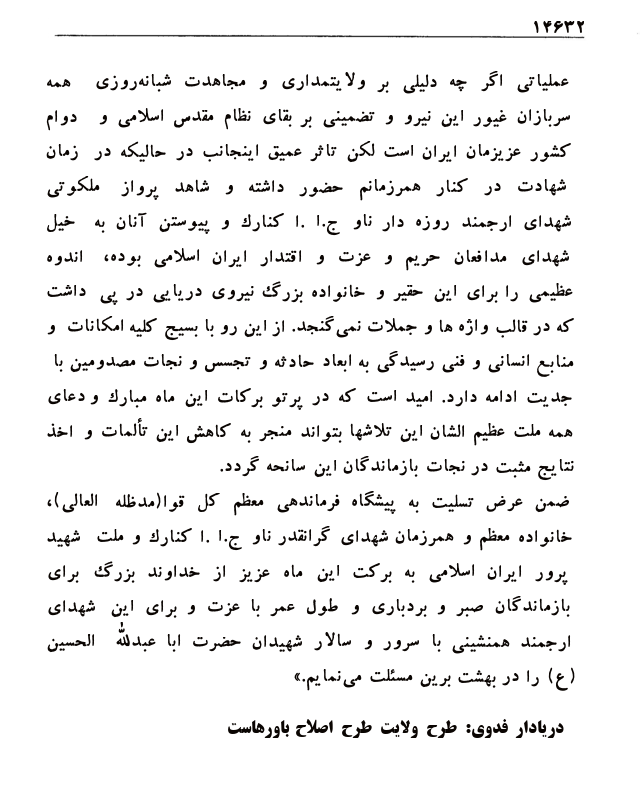 ۱۴۶۳۲
عملیاتی اگر چه دلیلی بر ولایتمداری و مجاهدت شبانه‌روزی همه
سربازان غیور این نیرو و تضمینی بر بقای نظام مقدس اسلامی و دوام
کشور عزیزمان ایران است لکن تاثر عمیق اینجانب در حالیکه در زمان
شهادت در کنار همرزمانم حضور داشته و شاهد پرواز ملکوتی
شهدای ارجمند روزه دار ناو ج.ا .ا کنارك و پیوستن آنان به خیل
شهدای مدافعان حریم و عزت و اقتدار ایران اسلامی بوده، اندوه
عظیمی را برای این حقیر و خانواده بزرگ نیروی دریایی در پی داشت
که در قالب واژه ها و جملات نمی‌گنجد. از این رو با بسیج کلیه امکانات و
منابع انسانی و فنی رسیدگی به ابعاد حادثه و تجسس و نجات مصدومین با
جدیت ادامه دارد. امید است که در پرتو برکات این ماه مبارك و دعای
همه ملت عظیم الشان این تلاشها بتواند منجر به کاهش این تألمات و اخذ
نتایج مثبت در نجات بازماندگان این سانحه گردد.
ضمن عرض تسلیت به پیشگاه فرماندهی معظم کل قوا(مدظله العالی)،
خانواده معظم و همرزمان شهدای گرانقدر ناو ج.ا .ا کنارك و ملت شهید
پرور ایران اسلامی به برکت این ماه عزیز از خداوند بزرگ برای
بازماندگان صبر و بردباری و طول عمر با عزت و برای این شهدای
ارجمند همنشینی با سرور و سالار شهیدان حضرت ابا عبدلله الحسین
(ع) را در بهشت برین مسئلت می‌نمایم.»
دریادار فدوی: طرح ولایت طرح اصلاح باورهاست